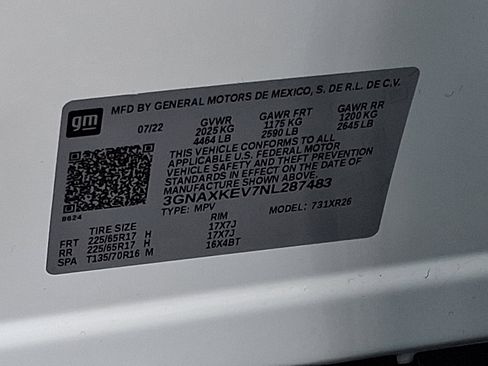 gm
MFD BY GENERAL MOTORS DE MEXICO, S. DE R.L. DE C.V.
07/22 GVWR GAWR FRT GAWR RR
2025 KG 1175 KG 1200 KG
4464 LB 2590 LB 2645 LB
THIS VEHICLE CONFORMS TO ALL
APPLICABLE U.S. FEDERAL MOTOR
VEHICLE SAFETY AND THEFT PREVENTION
STANDARDS IN EFFECT ON THE DATE OF
MANUFACTURE SHOWN ABOVE.
3GNAXKEV7NL287483
TYPE: MPV MODEL: 731XR26
8624
TIRE SIZE RIM
FRT 225/65R17 H 17X7J
RR 225/65R17 H 17X7J
SPA T135/70R16 M 16X4BT